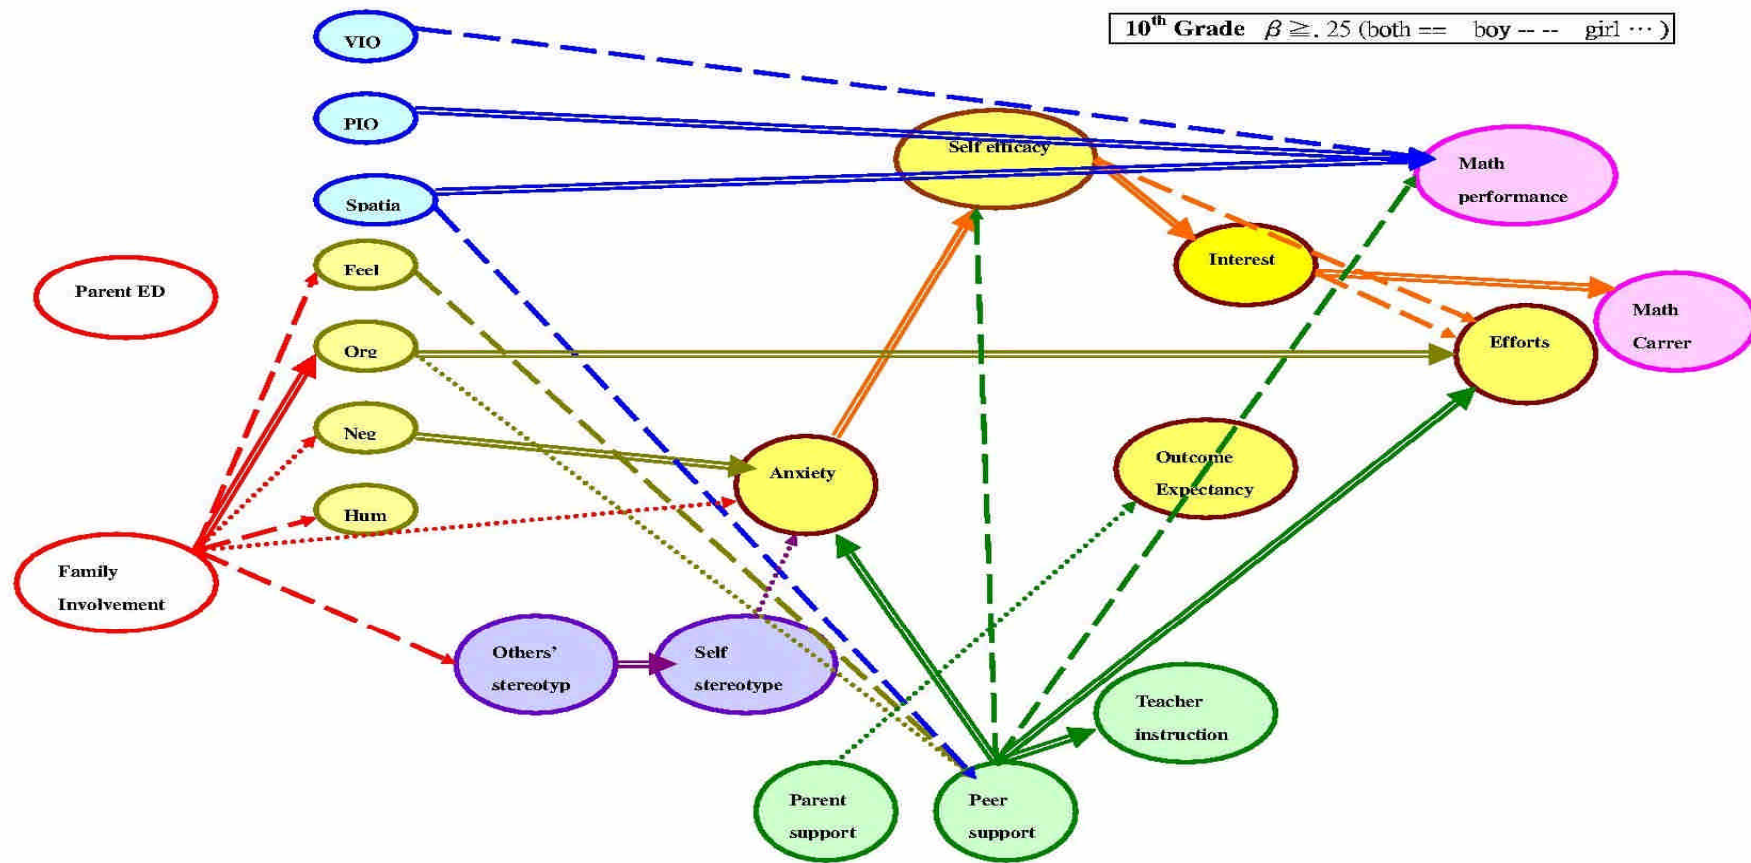 VIO
10th Grade β ≧. 25 (both == boy -- -- girl ··· )
PIO
Self efficacy
Math
performance
Spatia
Interest
Feel
Parent ED
Math
Carrer
Org
Efforts
Neg
Anxiety
Outcome
Expectancy
Hum
Family
Involvement
Others'
stereotyp
Self
stereotype
Teacher
instruction
Parent
support
Peer
support